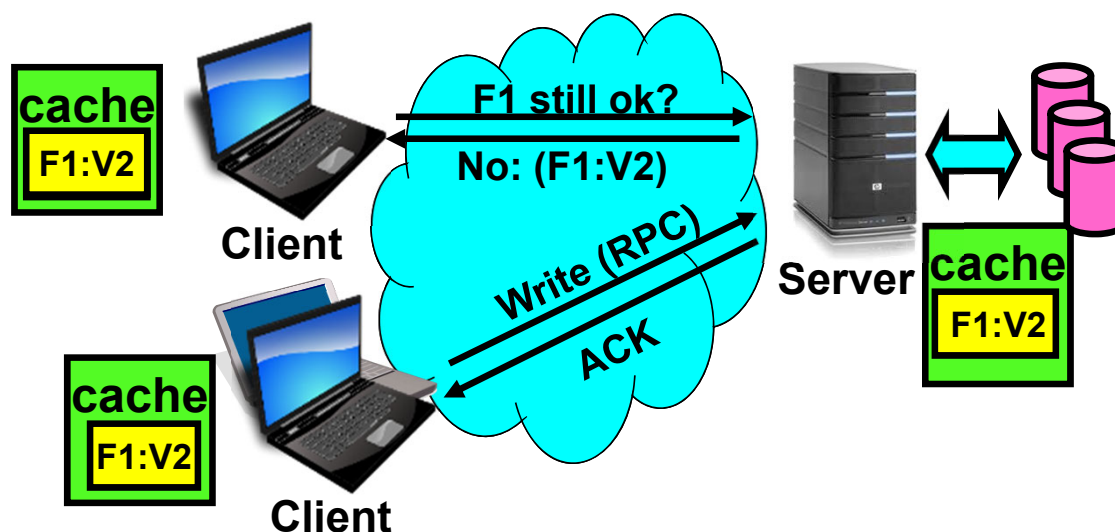 cache
F1:V2
Client
F1 still ok?
No: (F1:V2)
Write (RPC)
ACK
Server
cache
F1:V2
cache
F1:V2
Client